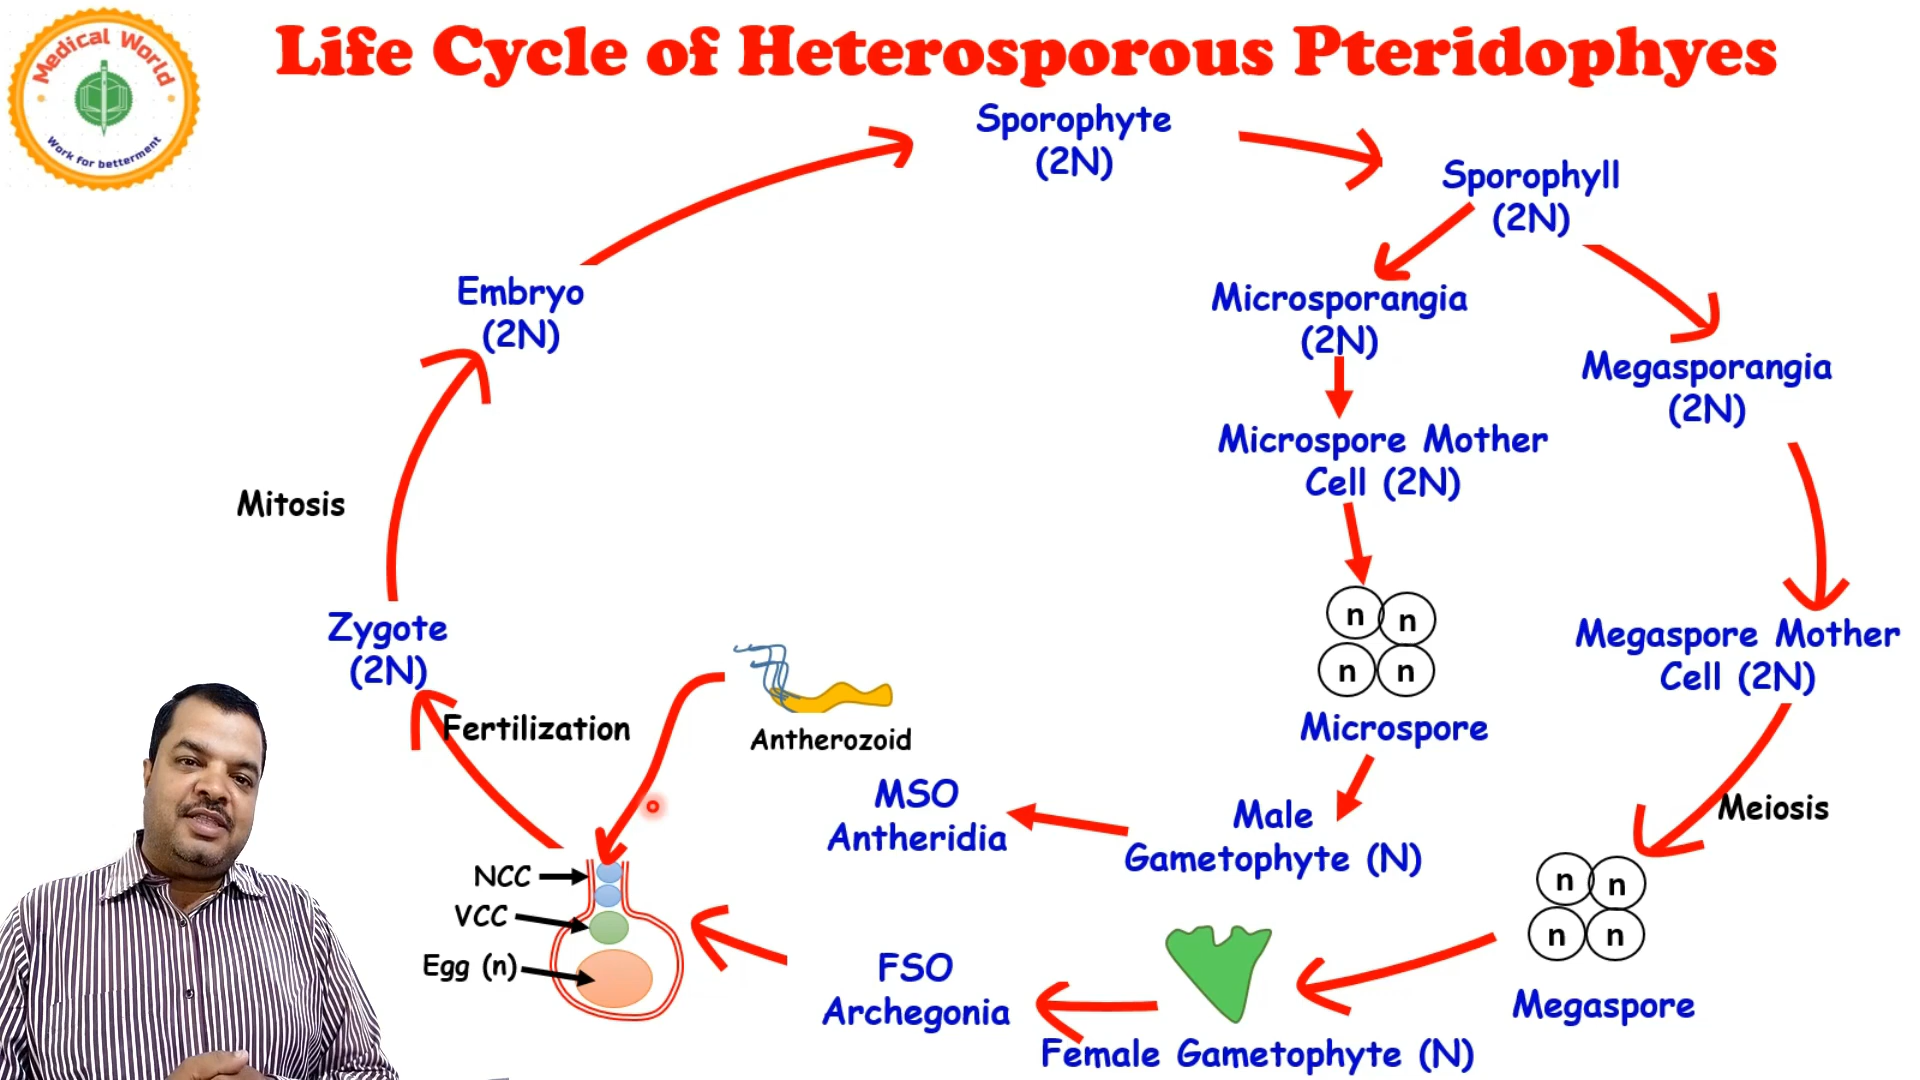 Medical World
Work for betterment
Life Cycle of Heterosporous Pteridophyes
Sporophyte
(2N)
Sporophyll
(2N)
Microsporangia
(2N)
Megasporangia
(2N)
Microspore Mother
Cell (2N)
n n
n n
Microspore
Megaspore Mother
Cell (2N)
Meiosis
n n
n n
Megaspore
Male
Gametophyte (N)
MSO
Antheridia
Female Gametophyte (N)
FSO
Archegonia
Antherozoid
NCC
VCC
Egg (n)
Fertilization
Zygote
(2N)
Mitosis
Embryo
(2N)